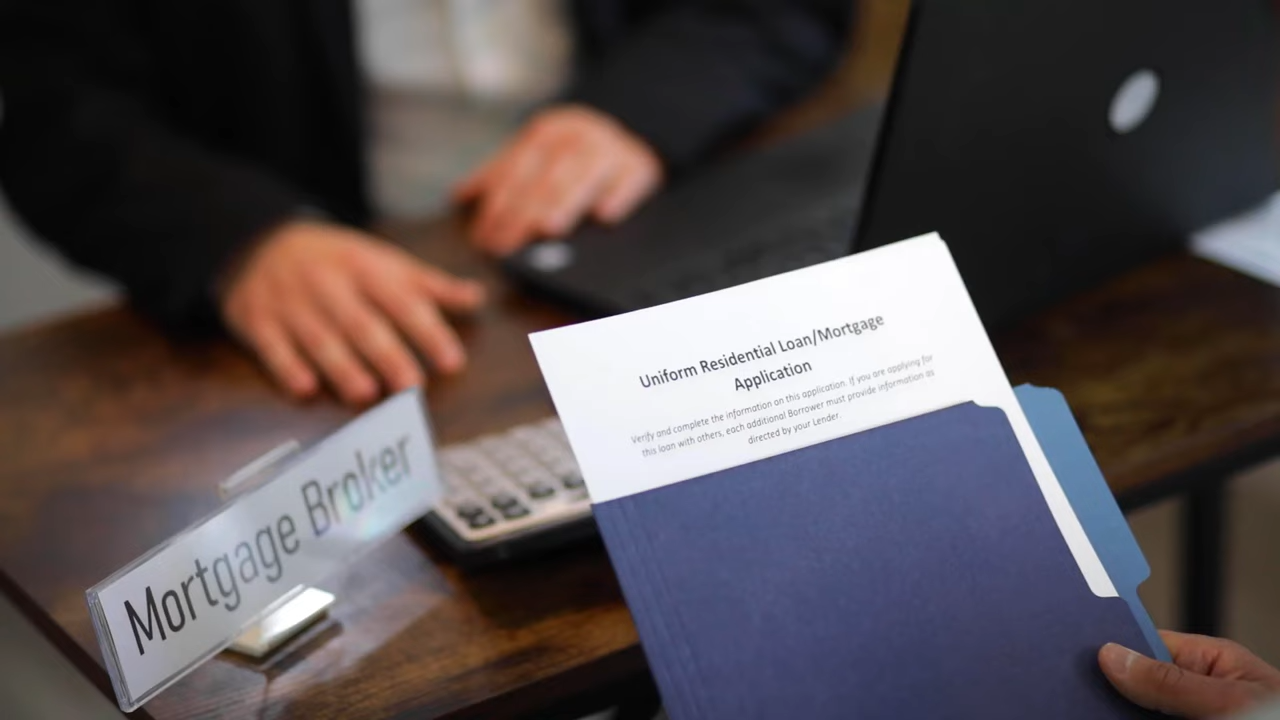 Uniform Residential Loan/Mortgage
Application
Verify and complete the information on this application. If you are applying for
this loan with others, each additional Borrower must provide information as
directed by your Lender.
Mortgage Broker